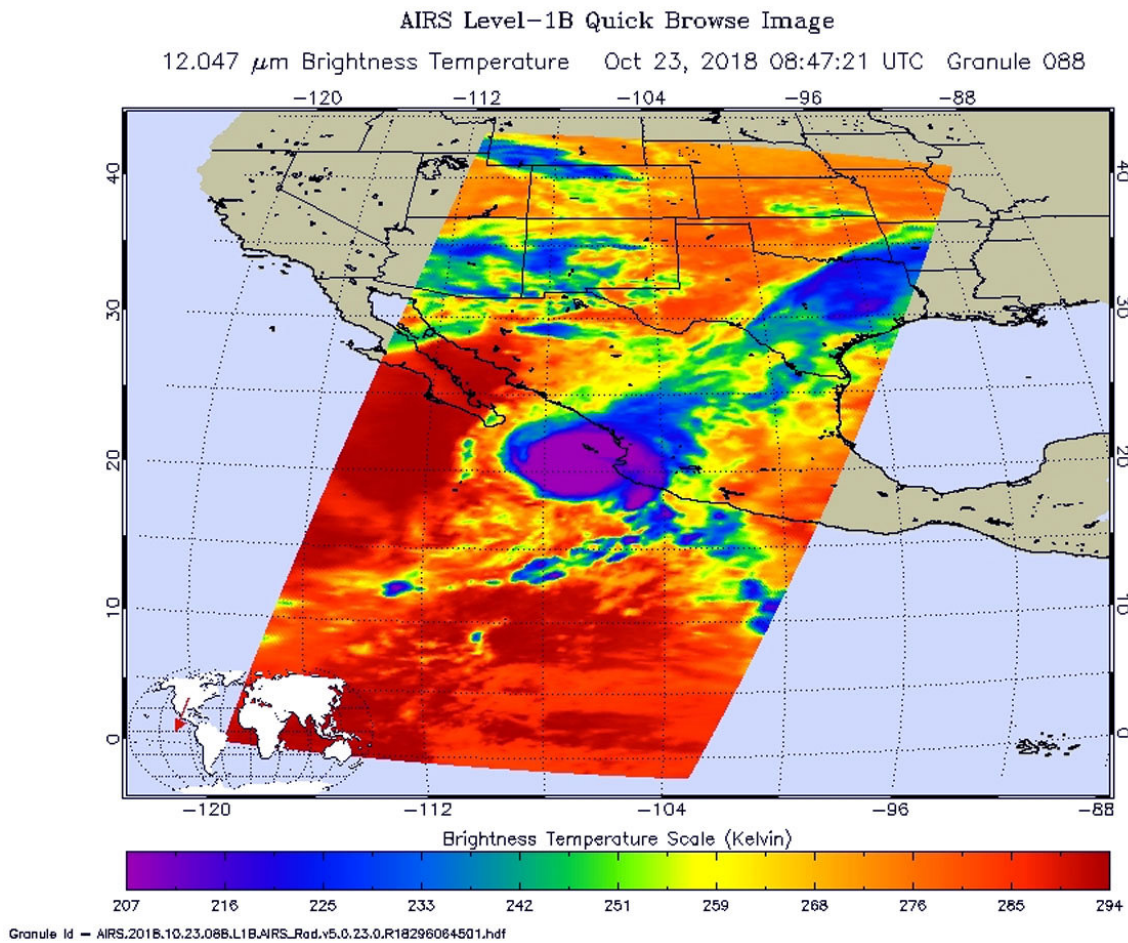 AIRS Level-1B Quick Browse Image
12.047 μm Brightness Temperature Oct 23, 2018 08:47:21 UTC Granule 088
-120 -112 -104 -96 -88
40 40
30 30
20 20
10 10
0 0
-120 -112 -104 -96 -88
Brightness Temperature Scale (Kelvin)
207 216 225 233 242 251 259 268 276 285 294
Granule Id - AIRS.2018.10.23.088.L1B.AIRS_Rad.v5.0.23.0.R18296064501.hdf